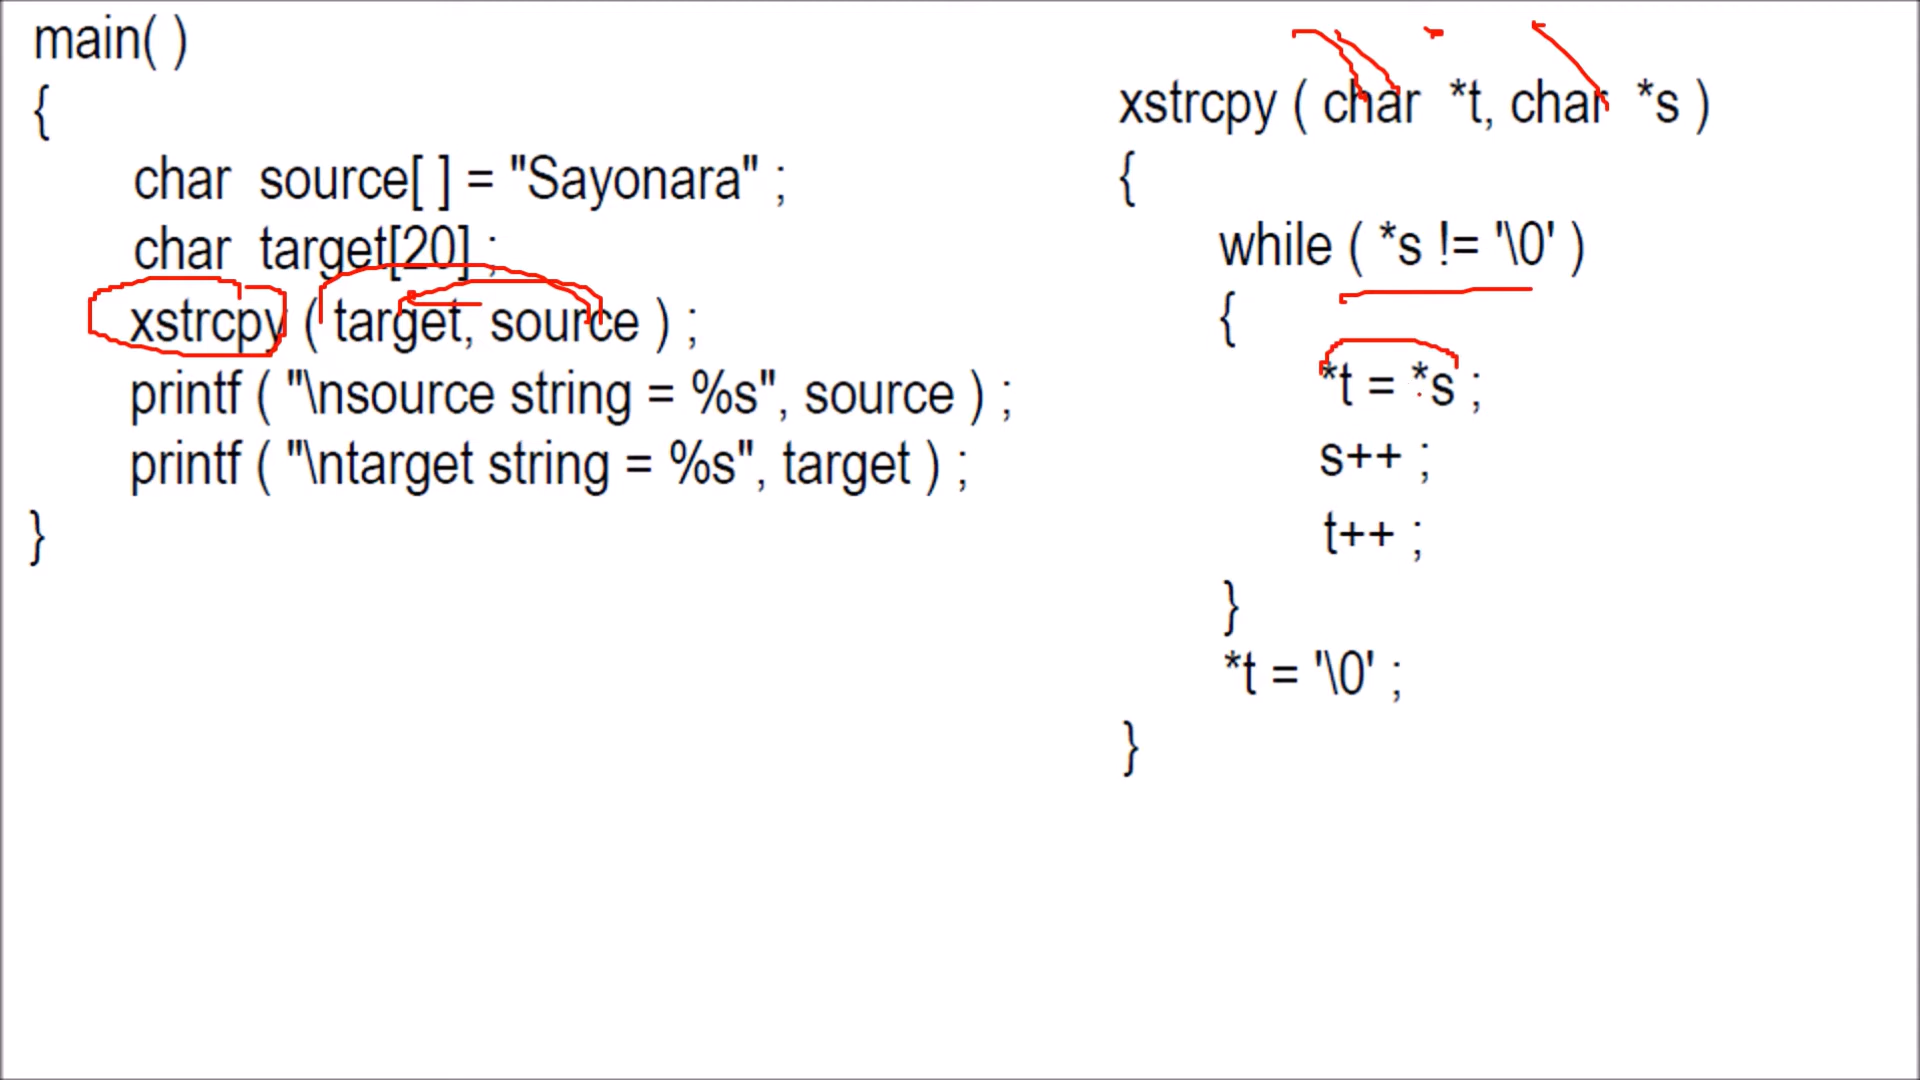 main( )
{
char source[ ] = "Sayonara" ;
char target[20] ;
xstrcpy ( target, source ) ;
printf ( "\nsource string = %s", source ) ;
printf ( "\ntarget string = %s", target ) ;
}
xstrcpy ( char *t, char *s )
{
while ( *s != '\0' )
{
*t = *s ;
s++ ;
t++ ;
}
*t = '\0' ;
}